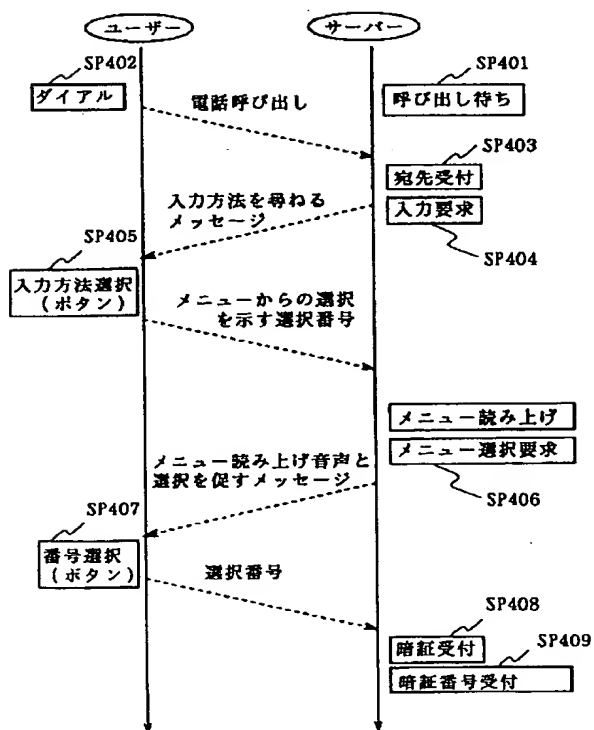 ユーザー
サーバー
SP402
SP401
ダイアル
電話呼び出し
呼び出し待ち
SP403
宛先受付
入力方法を尋ねる
メッセージ
入力要求
SP405
SP404
入力方法選択
(ボタン)
メニューからの選択
を示す選択番号
メニュー読み上げ
メニュー読み上げ音声と
選択を促すメッセージ
メニュー選択要求
SP407
SP406
番号選択
(ボタン)
選択番号
SP408
SP409
暗証受付
暗証番号受付